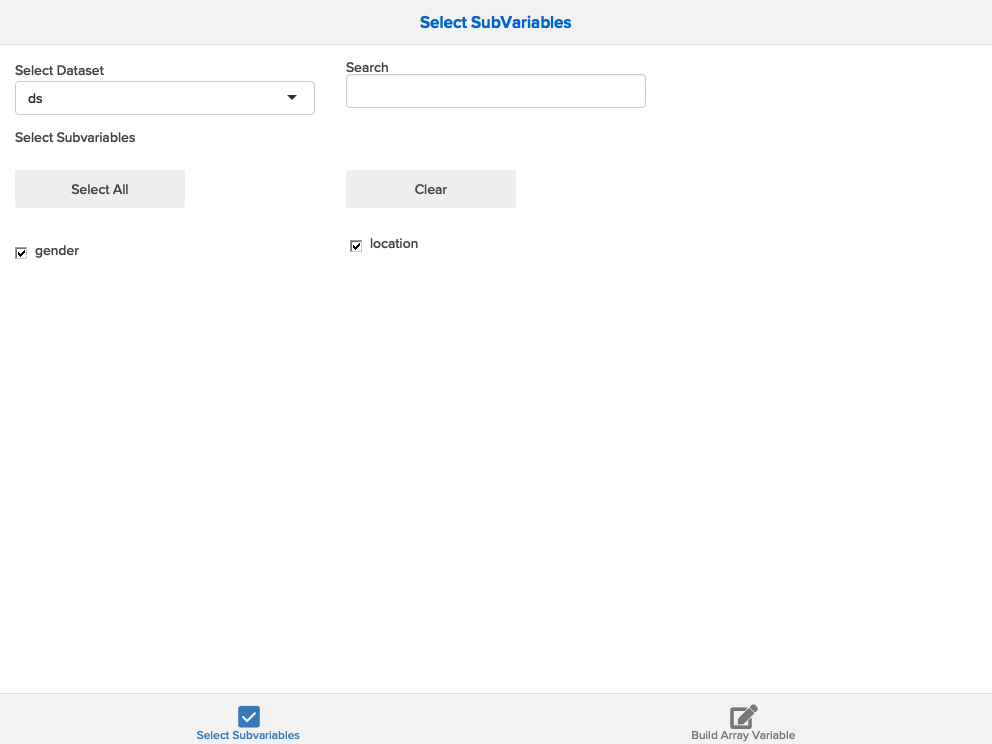 Select SubVariables
Select Dataset
Search
ds
Select Subvariables
Select All
Clear
gender
location
Select Subvariables
Build Array Variable